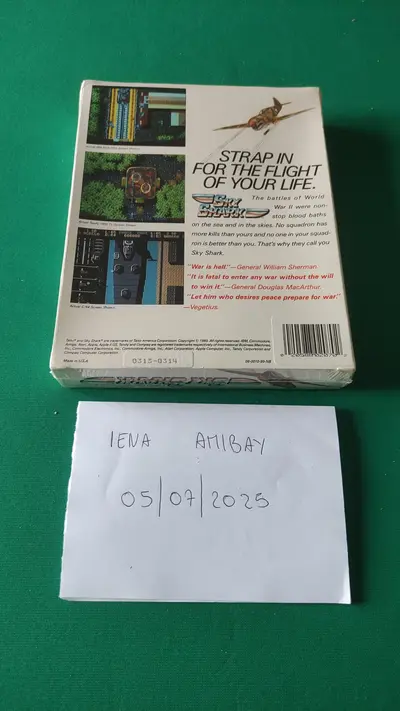 STRAP IN
FOR THE FLIGHT
OF YOUR LIFE.
SKY SHARK
The battles of World
War II were non-
stop blood baths
on the sea and in the skies. No squadron has
more kills than yours and no one in your squad-
ron is better than you. That's why they call you
Sky Shark.
"War is hell."—General William Sherman.
"It is fatal to enter any war without the will
to win it."—General Douglas MacArthur.
"Let him who desires peace prepare for war."
—Vegetius.
Made in U.S.A.
0315-0314
IENA AMIBAY
05/07/2025